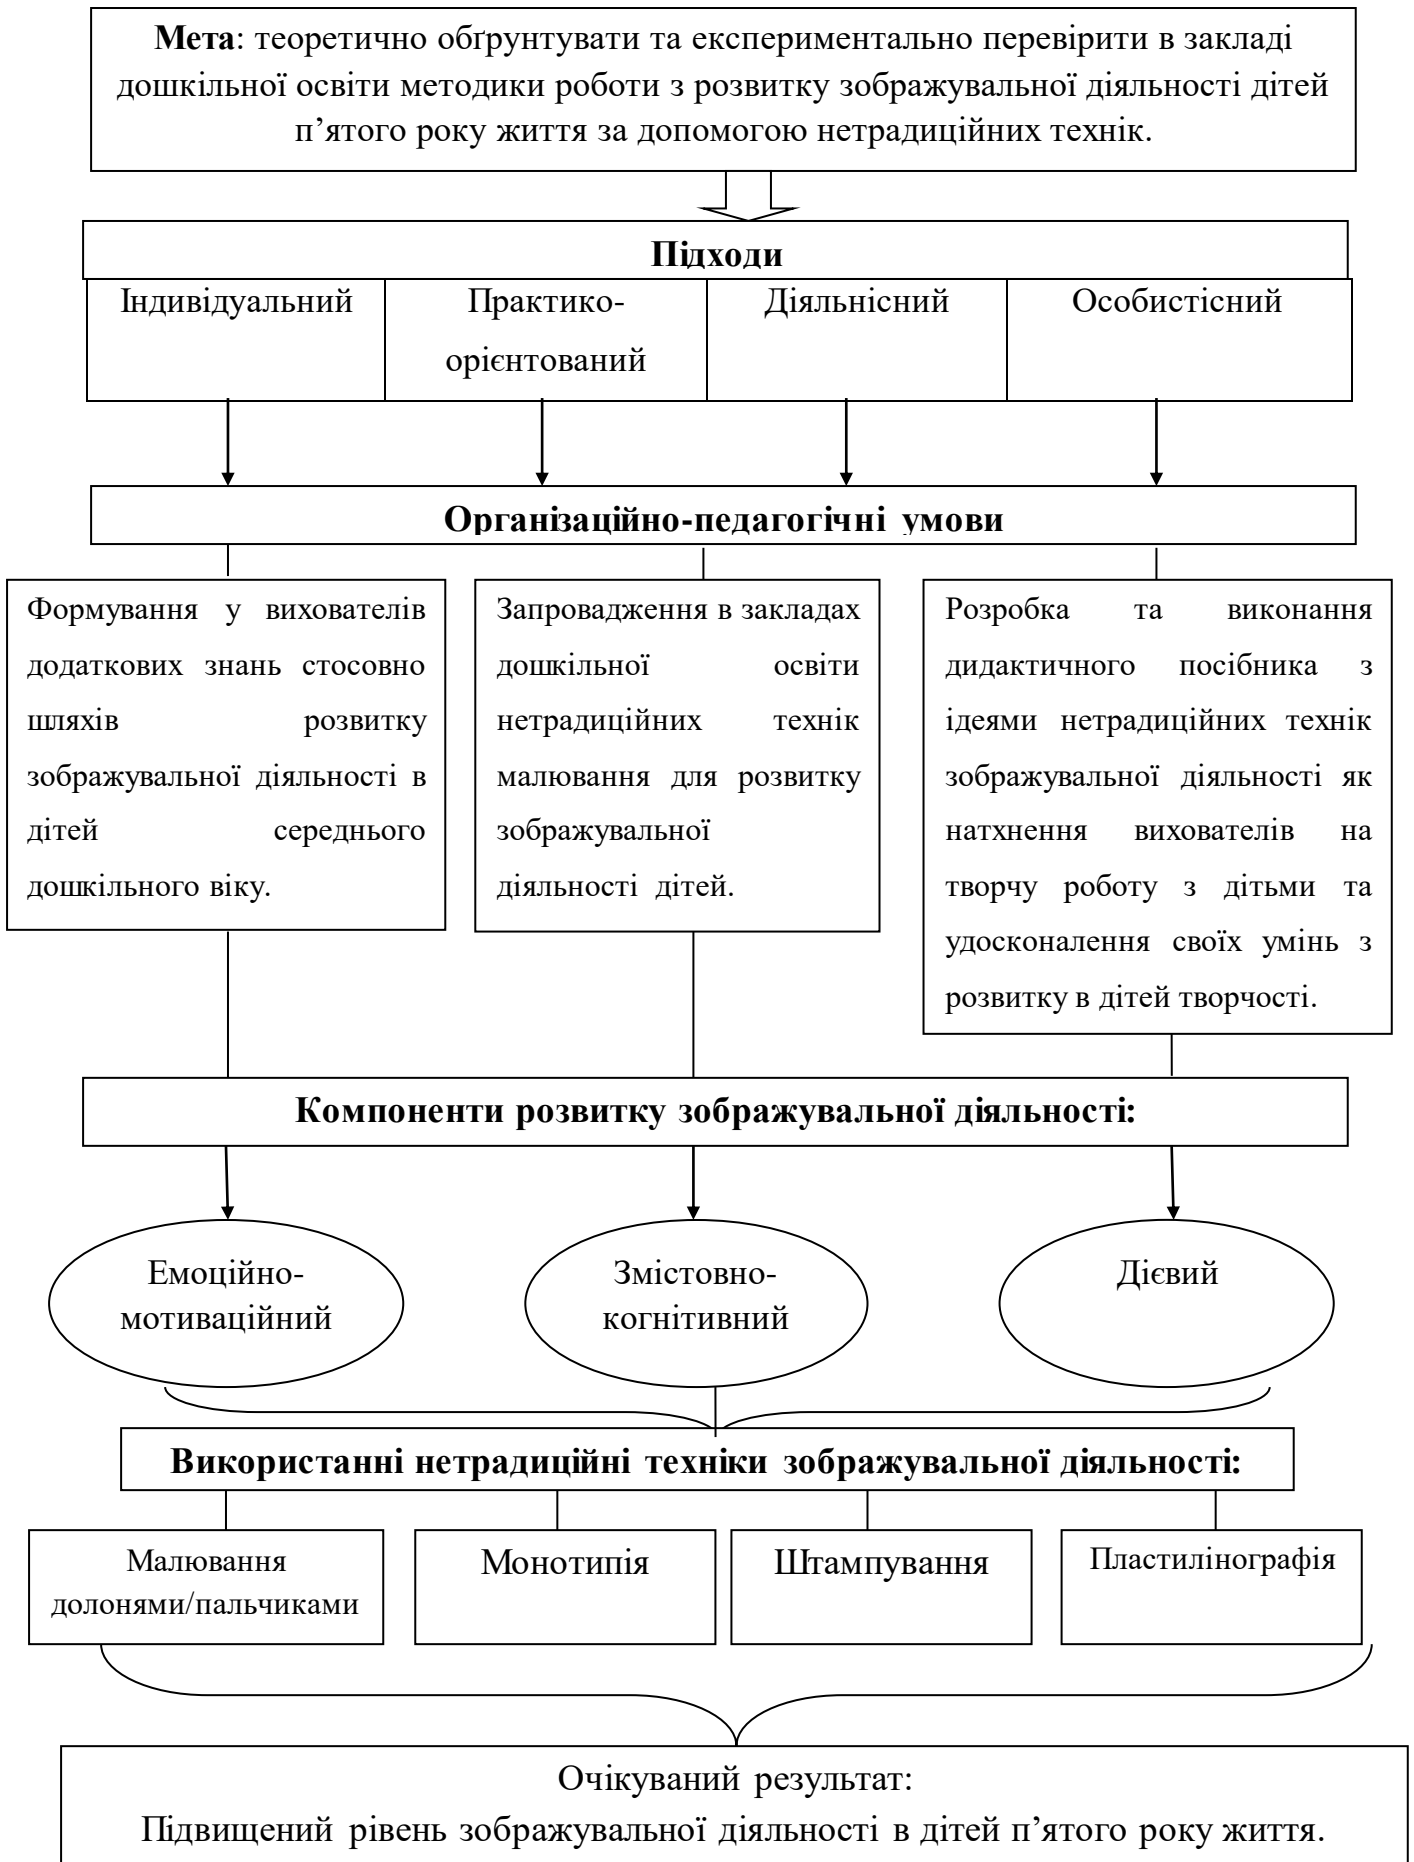 Мета: теоретично обґрунтувати та експериментально перевірити в закладі
дошкільної освіти методики роботи з розвитку зображувальної діяльності дітей
п’ятого року життя за допомогою нетрадиційних технік.
Підходи
Індивідуальний
Практико-
орієнтований
Діяльнісний
Особистісний
Організаційно-педагогічні умови
Формування у вихователів
додаткових знань стосовно
шляхів розвитку
зображувальної діяльності в
дітей середнього
дошкільного віку.
Запровадження в закладах
дошкільної освіти
нетрадиційних технік
малювання для розвитку
зображувальної
діяльності дітей.
Розробка та виконання
дидактичного посібника з
ідеями нетрадиційних технік
зображувальної діяльності як
натхнення вихователів на
творчу роботу з дітьми та
удосконалення своїх умінь з
розвитку в дітей творчості.
Компоненти розвитку зображувальної діяльності:
Емоційно-
мотиваційний
Змістовно-
когнітивний
Дієвий
Використанні нетрадиційні техніки зображувальної діяльності:
Малювання
долонями/пальчиками
Монотипія
Штампування
Пластилінографія
Очікуваний результат:
Підвищений рівень зображувальної діяльності в дітей п’ятого року життя.